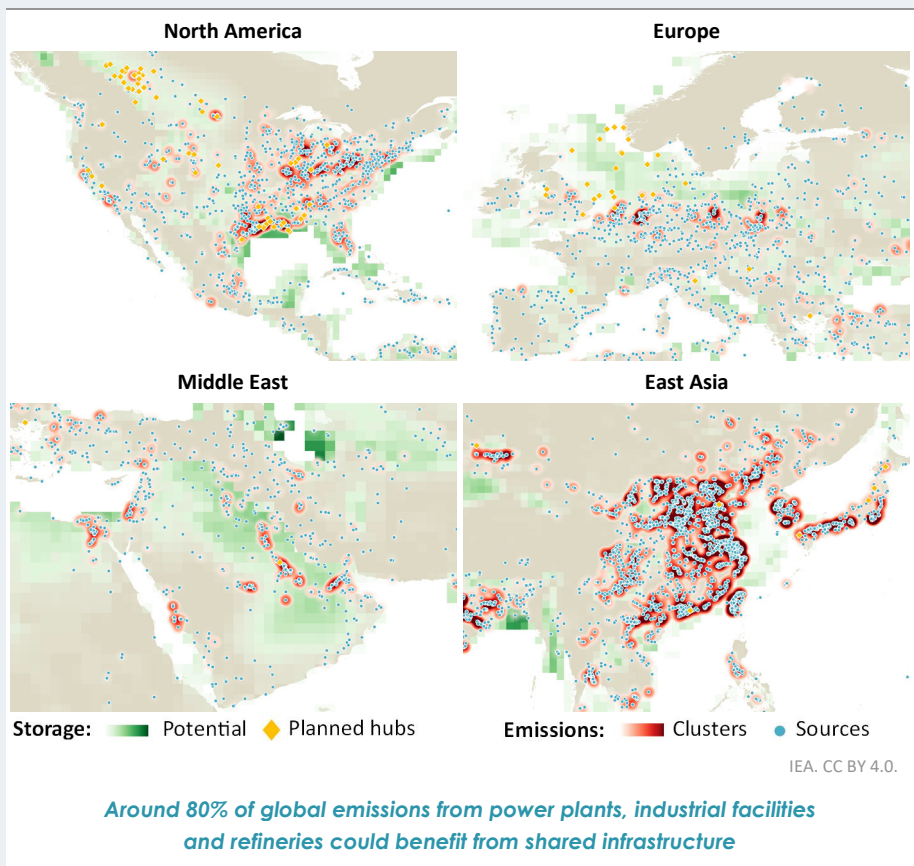 North America
Europe
Middle East
East Asia
Storage: Potential Planned hubs
Emissions: Clusters Sources
IEA. CC BY 4.0.
Around 80% of global emissions from power plants, industrial facilities
and refineries could benefit from shared infrastructure